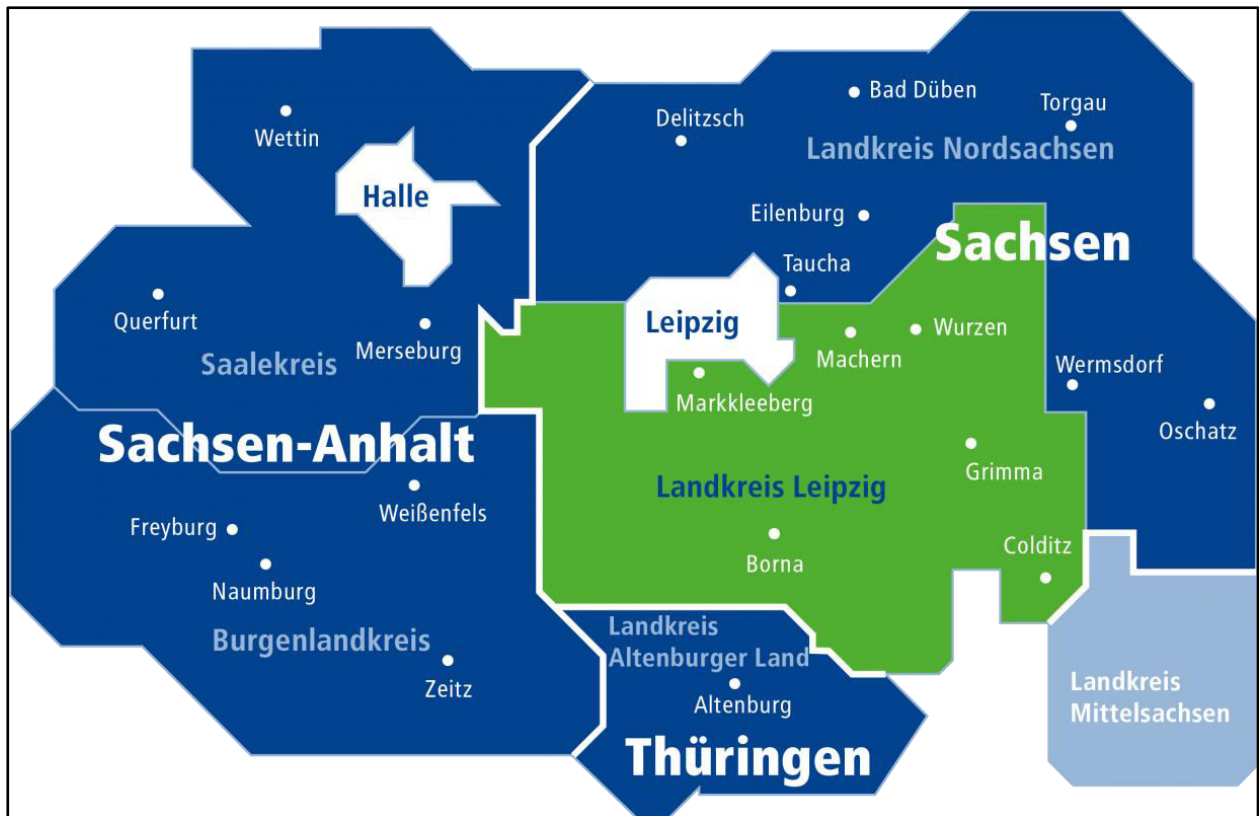 Bad Düben
Torgau
Delitzsch
Wettin
Landkreis Nordsachsen
Halle
Eilenburg
Sachsen
Taucha
Querfurt
Leipzig
Wurzen
Merseburg
Machern
Saalekreis
Wermsdorf
Markkleeberg
Oschatz
Sachsen-Anhalt
Grimma
Landkreis Leipzig
Weißenfels
Freyburg
Colditz
Borna
Naumburg
Landkreis
Altenburger Land
Burgenlandkreis
Zeitz
Altenburg
Landkreis
Mittelsachsen
Thüringen